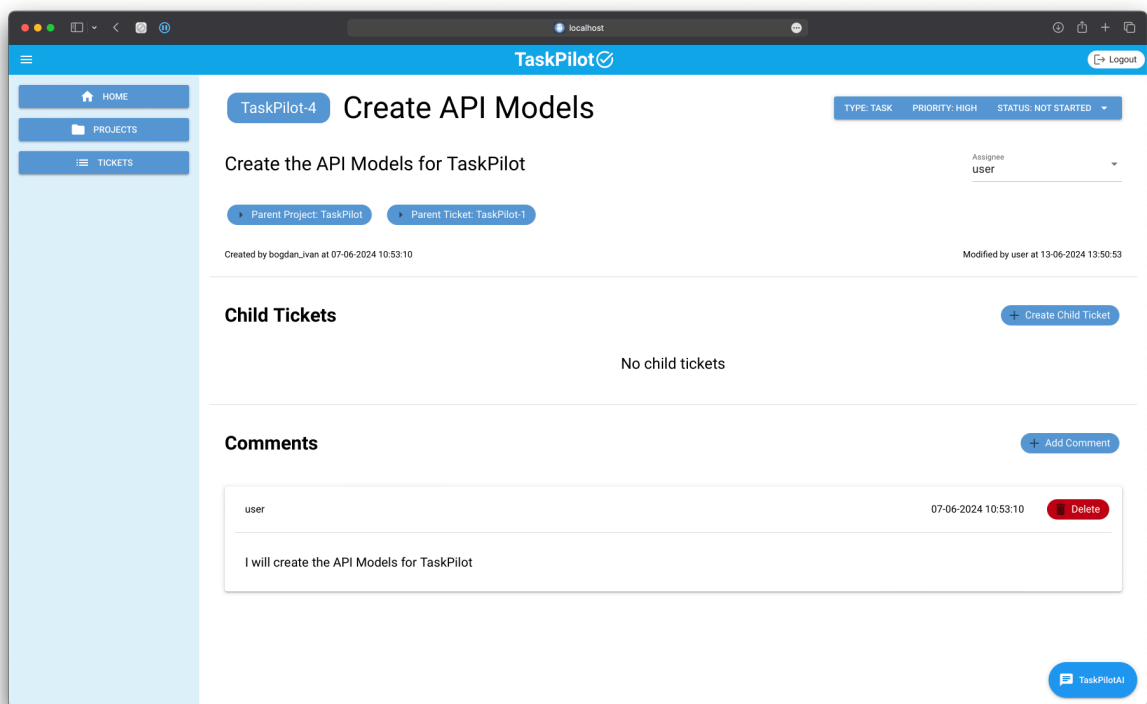 localhost
TaskPilot
Logout
HOME
PROJECTS
TICKETS
TaskPilot-4 Create API Models
TYPE: TASK PRIORITY: HIGH STATUS: NOT STARTED
Create the API Models for TaskPilot
Assignee
user
Parent Project: TaskPilot Parent Ticket: TaskPilot-1
Created by bogdan_ivan at 07-06-2024 10:53:10 Modified by user at 13-06-2024 13:50:53
Child Tickets + Create Child Ticket
No child tickets
Comments + Add Comment
user 07-06-2024 10:53:10 Delete
I will create the API Models for TaskPilot
TaskPilotAI